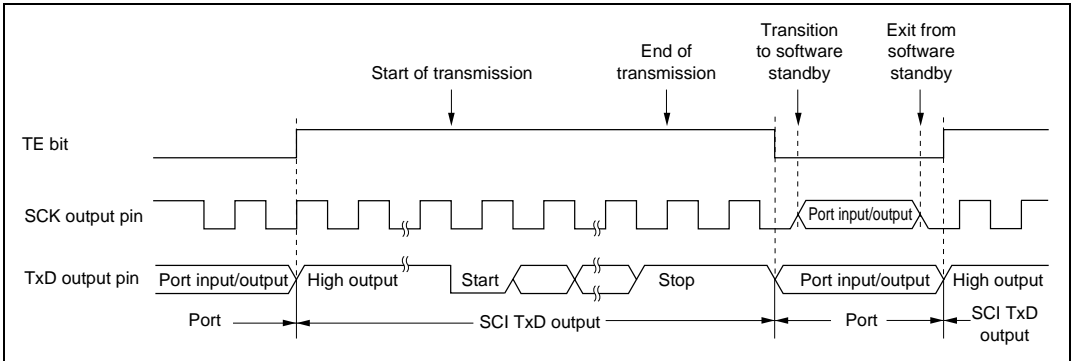 Transition
to software
standby
Exit from
software
standby
End of
transmission
Start of transmission
TE bit
SCK output pin
Port input/output
TxD output pin
Port input/output
High output
Start
Stop
Port input/output
High output
Port
SCI TxD output
Port
SCI TxD
output